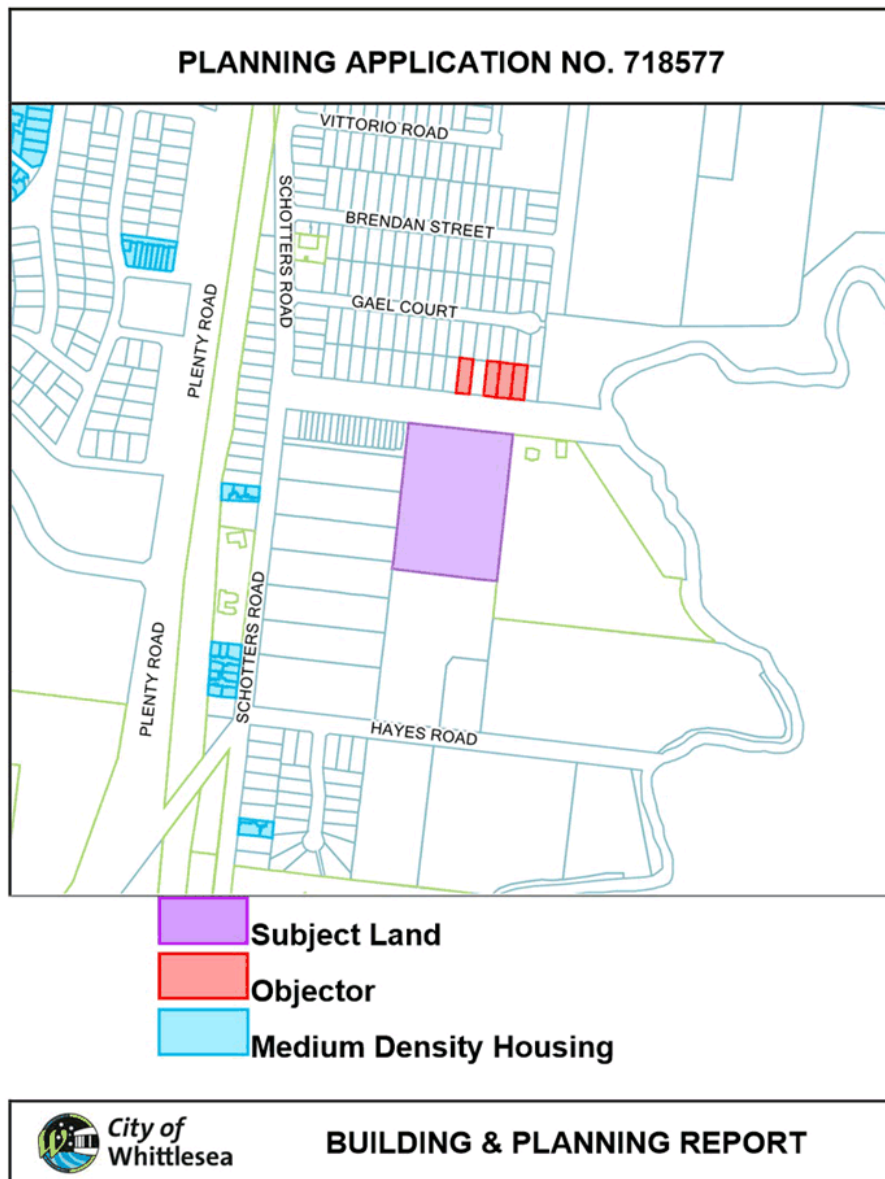 PLANNING APPLICATION NO. 718577
VITTORIO ROAD
SCHOTTERS ROAD
BRENDAN STREET
GAEL COURT
PLENTY ROAD
SCHOTTERS ROAD
PLENTY ROAD
HAYES ROAD
Subject Land
Objector
Medium Density Housing
City of
Whittlesea
BUILDING & PLANNING REPORT